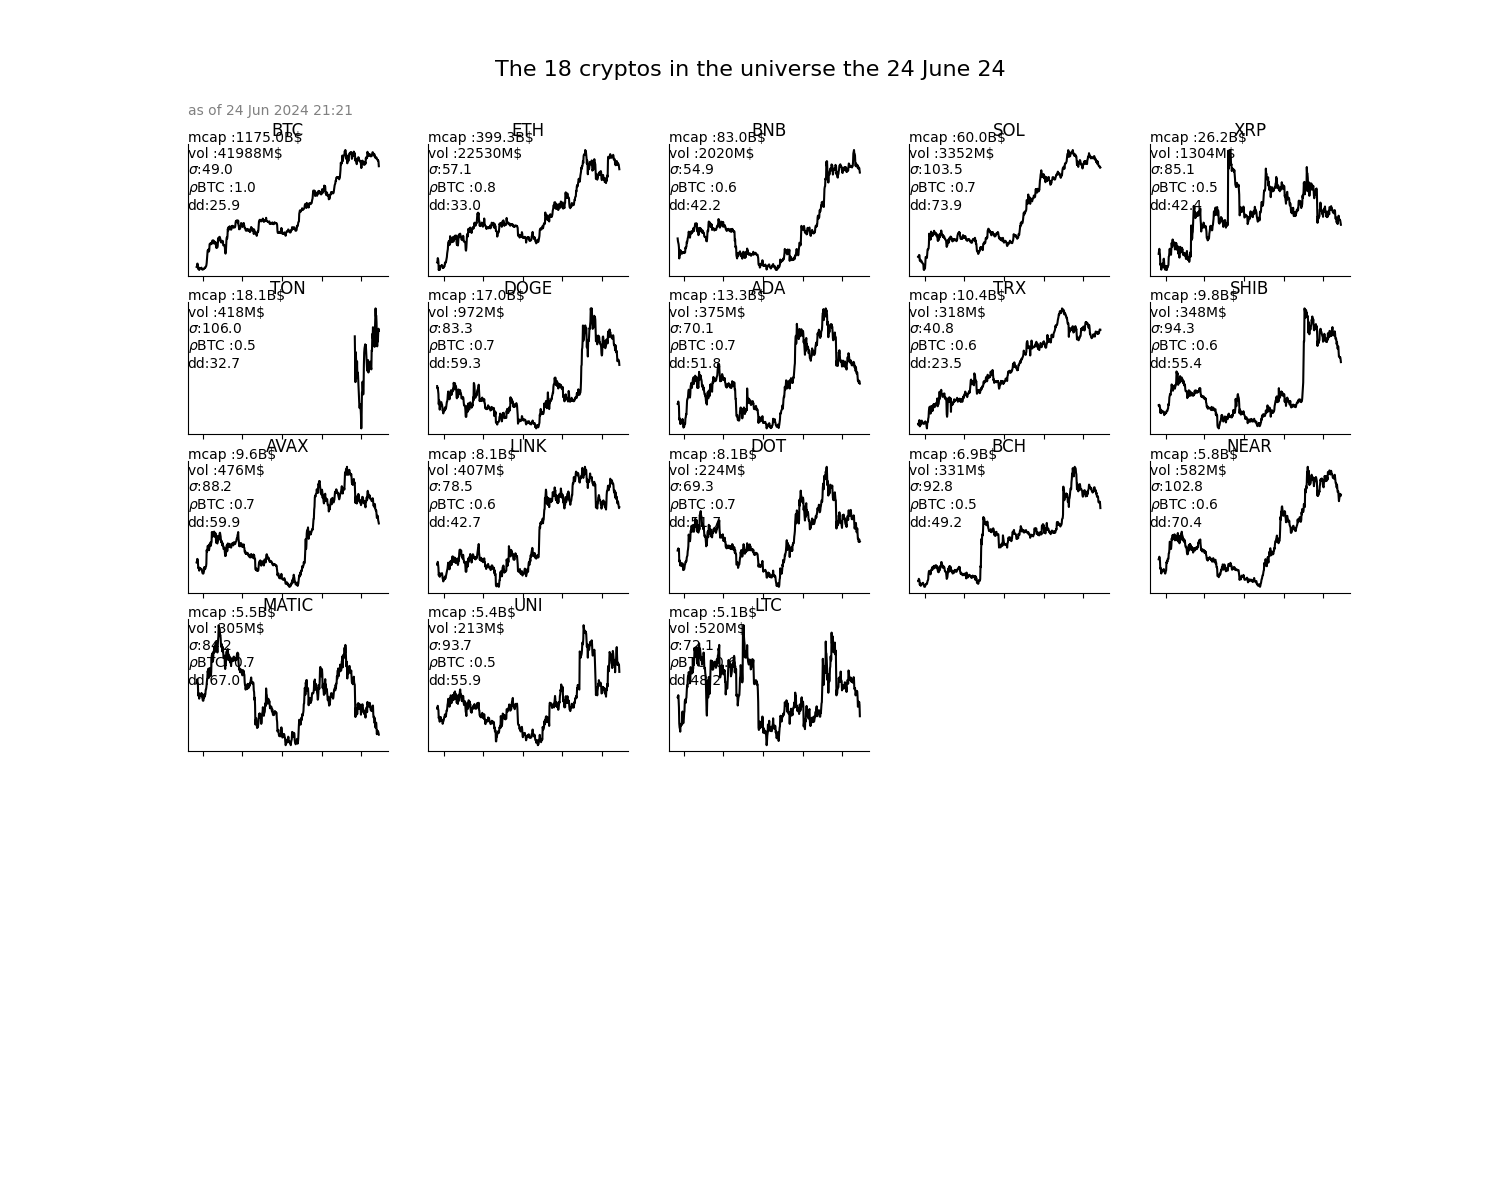 The 18 cryptos in the universe the 24 June 24
as of 24 Jun 2024 21:21
BTC
mcap :1175.0B$
vol :41988M$
σ:49.0
ρBTC :1.0
dd:25.9
ETH
mcap :399.3B$
vol :22530M$
σ:57.1
ρBTC :0.8
dd:33.0
BNB
mcap :83.0B$
vol :2020M$
σ:54.9
ρBTC :0.6
dd:42.2
SOL
mcap :60.0B$
vol :3352M$
σ:103.5
ρBTC :0.7
dd:73.9
XRP
mcap :26.2B$
vol :1304M$
σ:85.1
ρBTC :0.5
dd:42.4
TON
mcap :18.1B$
vol :418M$
σ:106.0
ρBTC :0.5
dd:32.7
DOGE
mcap :17.0B$
vol :972M$
σ:83.3
ρBTC :0.7
dd:59.3
ADA
mcap :13.3B$
vol :375M$
σ:70.1
ρBTC :0.7
dd:51.8
TRX
mcap :10.4B$
vol :318M$
σ:40.8
ρBTC :0.6
dd:23.5
SHIB
mcap :9.8B$
vol :348M$
σ:94.3
ρBTC :0.6
dd:55.4
AVAX
mcap :9.6B$
vol :476M$
σ:88.2
ρBTC :0.7
dd:59.9
LINK
mcap :8.1B$
vol :407M$
σ:78.5
ρBTC :0.6
dd:42.7
DOT
mcap :8.1B$
vol :224M$
σ:69.3
ρBTC :0.7
BCH
mcap :6.9B$
vol :331M$
σ:92.8
ρBTC :0.5
dd:49.2
NEAR
mcap :5.8B$
vol :582M$
σ:102.8
ρBTC :0.6
dd:70.4
MATIC
mcap :5.5B$
vol :305M$
ρBTC :0.7
dd:67.0
UNI
mcap :5.4B$
vol :213M$
σ:93.7
ρBTC :0.5
dd:55.9
LTC
mcap :5.1B$
vol :520M$
σ:72.1
dd:48.2